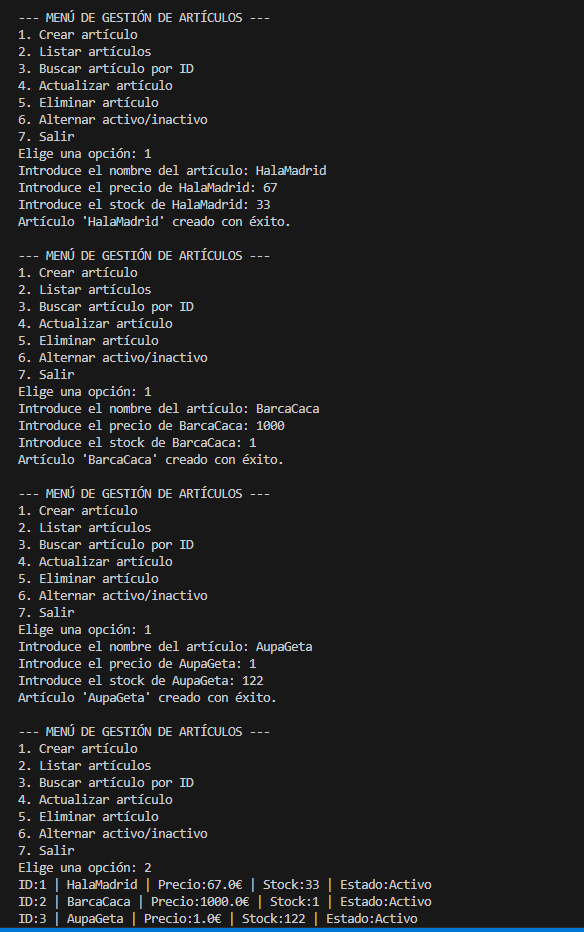 --- MENÚ DE GESTIÓN DE ARTÍCULOS ---
1. Crear artículo
2. Listar artículos
3. Buscar artículo por ID
4. Actualizar artículo
5. Eliminar artículo
6. Alternar activo/inactivo
7. Salir
Elige una opción: 1
Introduce el nombre del artículo: HalaMadrid
Introduce el precio de HalaMadrid: 67
Introduce el stock de HalaMadrid: 33
Artículo 'HalaMadrid' creado con éxito.

--- MENÚ DE GESTIÓN DE ARTÍCULOS ---
1. Crear artículo
2. Listar artículos
3. Buscar artículo por ID
4. Actualizar artículo
5. Eliminar artículo
6. Alternar activo/inactivo
7. Salir
Elige una opción: 1
Introduce el nombre del artículo: BarcaCaca
Introduce el precio de BarcaCaca: 1000
Introduce el stock de BarcaCaca: 1
Artículo 'BarcaCaca' creado con éxito.

--- MENÚ DE GESTIÓN DE ARTÍCULOS ---
1. Crear artículo
2. Listar artículos
3. Buscar artículo por ID
4. Actualizar artículo
5. Eliminar artículo
6. Alternar activo/inactivo
7. Salir
Elige una opción: 1
Introduce el nombre del artículo: AupaGeta
Introduce el precio de AupaGeta: 1
Introduce el stock de AupaGeta: 122
Artículo 'AupaGeta' creado con éxito.

--- MENÚ DE GESTIÓN DE ARTÍCULOS ---
1. Crear artículo
2. Listar artículos
3. Buscar artículo por ID
4. Actualizar artículo
5. Eliminar artículo
6. Alternar activo/inactivo
7. Salir
Elige una opción: 2
ID:1 | HalaMadrid | Precio:67.0€ | Stock:33 | Estado:Activo
ID:2 | BarcaCaca | Precio:1000.0€ | Stock:1 | Estado:Activo
ID:3 | AupaGeta | Precio:1.0€ | Stock:122 | Estado:Activo